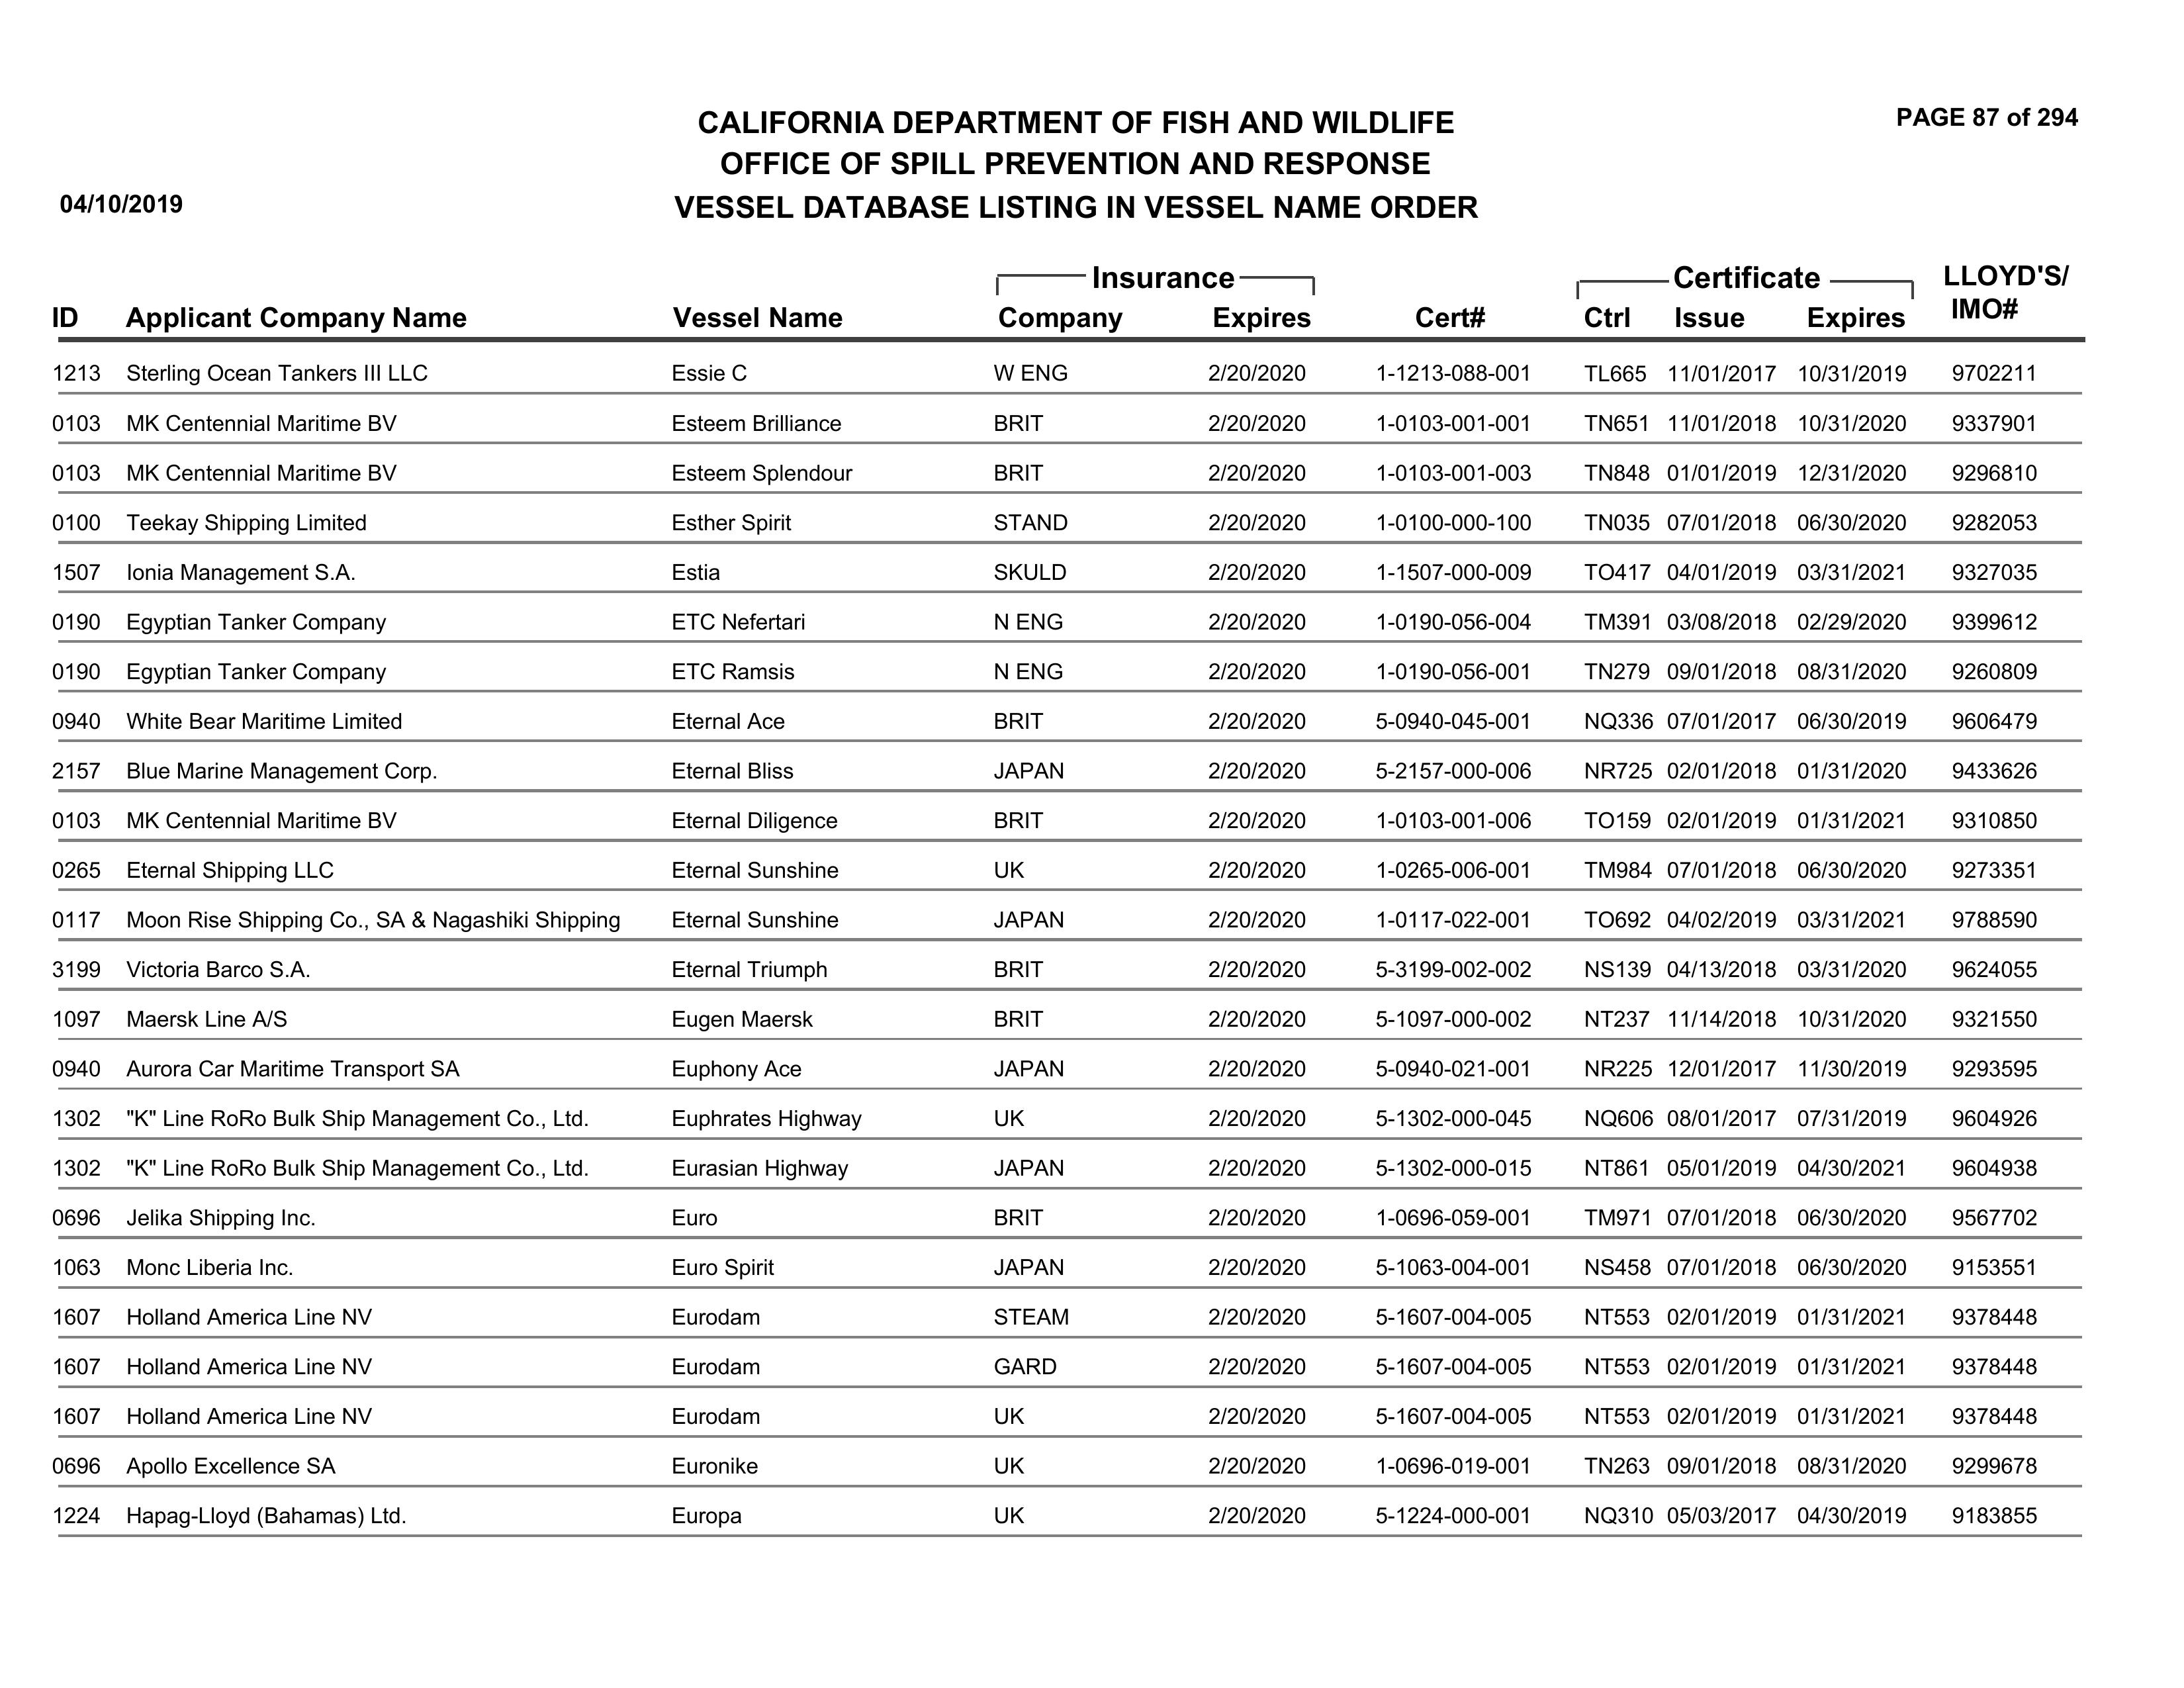 PAGE 87 of 294
CALIFORNIA DEPARTMENT OF FISH AND WILDLIFE
OFFICE OF SPILL PREVENTION AND RESPONSE
04/10/2019 VESSEL DATABASE LISTING IN VESSEL NAME ORDER
Insurance Certificate LLOYD'S/
ID Applicant Company Name Vessel Name Company Expires Cert# Ctrl Issue Expires IMO#
1213 Sterling Ocean Tankers III LLC Essie C W ENG 2/20/2020 1-1213-088-001 TL665 11/01/2017 10/31/2019 9702211
0103 MK Centennial Maritime BV Esteem Brilliance BRIT 2/20/2020 1-0103-001-001 TN651 11/01/2018 10/31/2020 9337901
0103 MK Centennial Maritime BV Esteem Splendour BRIT 2/20/2020 1-0103-001-003 TN848 01/01/2019 12/31/2020 9296810
0100 Teekay Shipping Limited Esther Spirit STAND 2/20/2020 1-0100-000-100 TN035 07/01/2018 06/30/2020 9282053
1507 Ionia Management S.A. Estia SKULD 2/20/2020 1-1507-000-009 TO417 04/01/2019 03/31/2021 9327035
0190 Egyptian Tanker Company ETC Nefertari N ENG 2/20/2020 1-0190-056-004 TM391 03/08/2018 02/29/2020 9399612
0190 Egyptian Tanker Company ETC Ramsis N ENG 2/20/2020 1-0190-056-001 TN279 09/01/2018 08/31/2020 9260809
0940 White Bear Maritime Limited Eternal Ace BRIT 2/20/2020 5-0940-045-001 NQ336 07/01/2017 06/30/2019 9606479
2157 Blue Marine Management Corp. Eternal Bliss JAPAN 2/20/2020 5-2157-000-006 NR725 02/01/2018 01/31/2020 9433626
0103 MK Centennial Maritime BV Eternal Diligence BRIT 2/20/2020 1-0103-001-006 TO159 02/01/2019 01/31/2021 9310850
0265 Eternal Shipping LLC Eternal Sunshine UK 2/20/2020 1-0265-006-001 TM984 07/01/2018 06/30/2020 9273351
0117 Moon Rise Shipping Co., SA & Nagashiki Shipping Eternal Sunshine JAPAN 2/20/2020 1-0117-022-001 TO692 04/02/2019 03/31/2021 9788590
3199 Victoria Barco S.A. Eternal Triumph BRIT 2/20/2020 5-3199-002-002 NS139 04/13/2018 03/31/2020 9624055
1097 Maersk Line A/S Eugen Maersk BRIT 2/20/2020 5-1097-000-002 NT237 11/14/2018 10/31/2020 9321550
0940 Aurora Car Maritime Transport SA Euphony Ace JAPAN 2/20/2020 5-0940-021-001 NR225 12/01/2017 11/30/2019 9293595
1302 "K" Line RoRo Bulk Ship Management Co., Ltd. Euphrates Highway UK 2/20/2020 5-1302-000-045 NQ606 08/01/2017 07/31/2019 9604926
1302 "K" Line RoRo Bulk Ship Management Co., Ltd. Eurasian Highway JAPAN 2/20/2020 5-1302-000-015 NT861 05/01/2019 04/30/2021 9604938
0696 Jelika Shipping Inc. Euro BRIT 2/20/2020 1-0696-059-001 TM971 07/01/2018 06/30/2020 9567702
1063 Monc Liberia Inc. Euro Spirit JAPAN 2/20/2020 5-1063-004-001 NS458 07/01/2018 06/30/2020 9153551
1607 Holland America Line NV Eurodam STEAM 2/20/2020 5-1607-004-005 NT553 02/01/2019 01/31/2021 9378448
1607 Holland America Line NV Eurodam GARD 2/20/2020 5-1607-004-005 NT553 02/01/2019 01/31/2021 9378448
1607 Holland America Line NV Eurodam UK 2/20/2020 5-1607-004-005 NT553 02/01/2019 01/31/2021 9378448
0696 Apollo Excellence SA Euronike UK 2/20/2020 1-0696-019-001 TN263 09/01/2018 08/31/2020 9299678
1224 Hapag-Lloyd (Bahamas) Ltd. Europa UK 2/20/2020 5-1224-000-001 NQ310 05/03/2017 04/30/2019 9183855